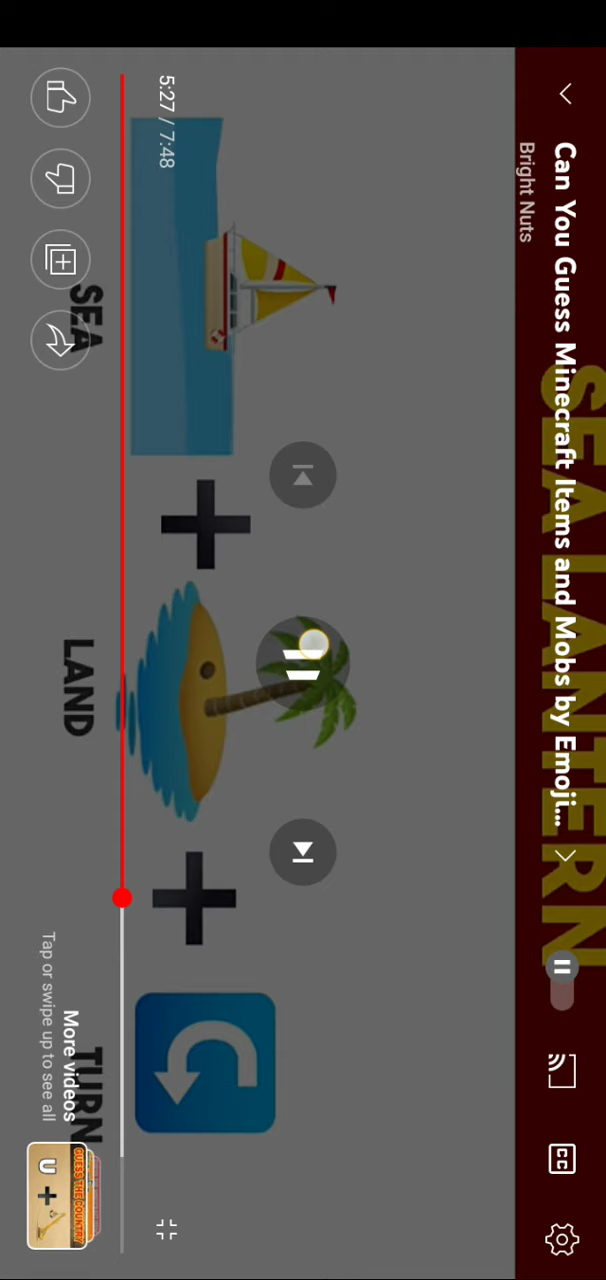 SEA LANTERN
Can You Guess Minecraft Items and Mobs by Emoji...
Bright Nuts
5:27 / 7:48
SEA
LAND
TURN
More videos
Tap or swipe up to see all
GUESS THE COUNTRY
U +
CC